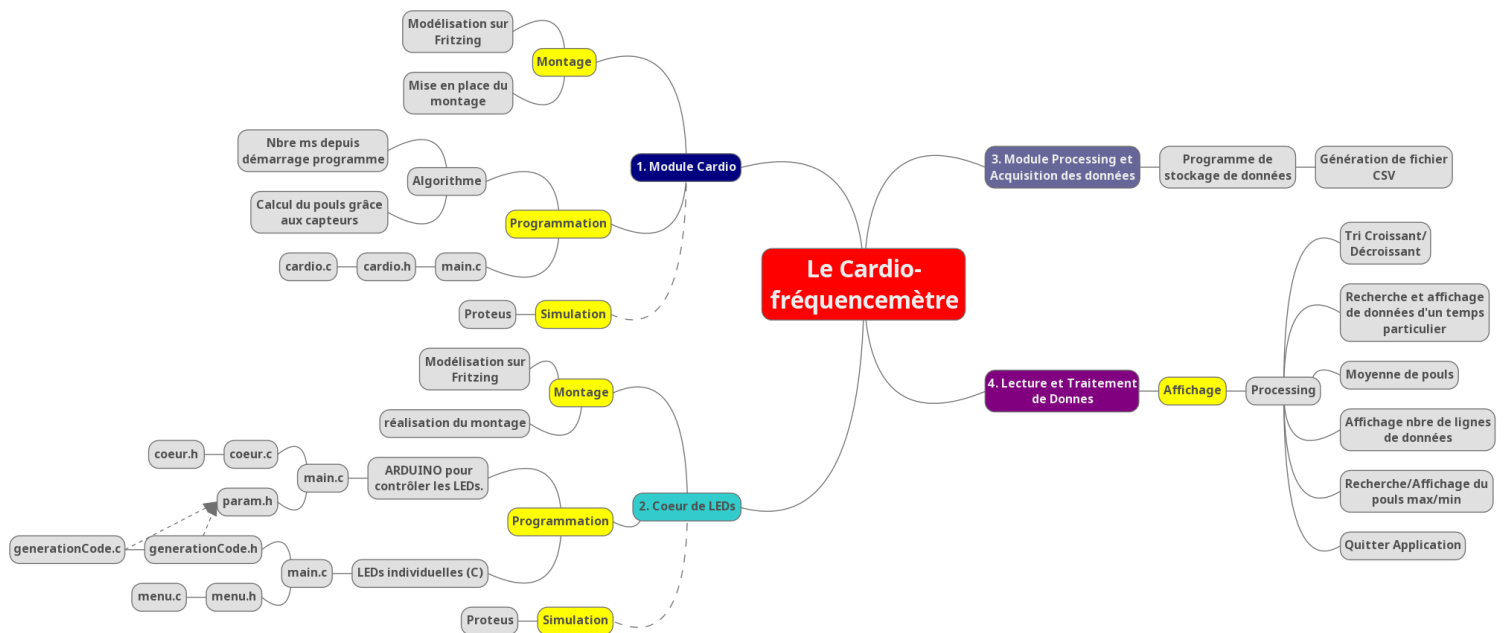 Le Cardio-
fréquencemètre
1. Module Cardio
Montage
Modélisation sur
Fritzing
Mise en place du
montage
Programmation
Algorithme
Nbre ms depuis
démarrage programme
Calcul du pouls grâce
aux capteurs
main.c
cardio.h
cardio.c
Simulation
Proteus
2. Coeur de LEDs
Montage
Modélisation sur
Fritzing
réalisation du montage
Programmation
ARDUINO pour
contrôler les LEDs.
main.c
coeur.c
coeur.h
param.h
LEDs individuelles (C)
main.c
generationCode.h
generationCode.c
menu.h
menu.c
Simulation
Proteus
3. Module Processing et
Acquisition des données
Programme de
stockage de données
Génération de fichier
CSV
4. Lecture et Traitement
de Donnes
Affichage
Processing
Tri Croissant/
Décroissant
Recherche et affichage
de données d'un temps
particulier
Moyenne de pouls
Affichage nbre de lignes
de données
Recherche/Affichage du
pouls max/min
Quitter Application